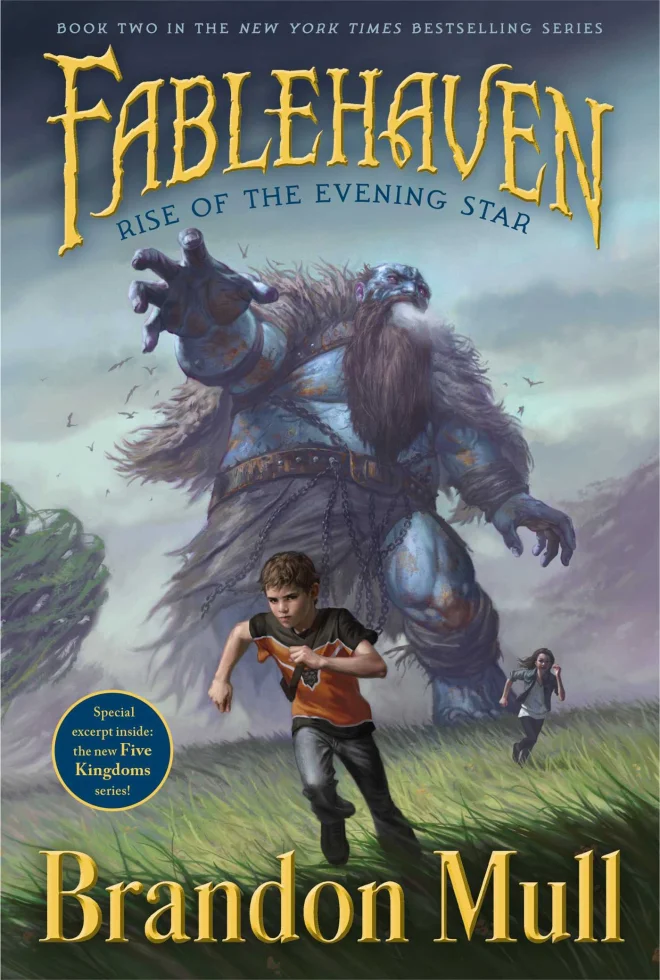 BOOK TWO IN THE NEW YORK TIMES BESTSELLING SERIES
FABLEHAVEN
RISE OF THE EVENING STAR
Special
excerpt inside:
the new Five
Kingdoms
series!
Brandon Mull